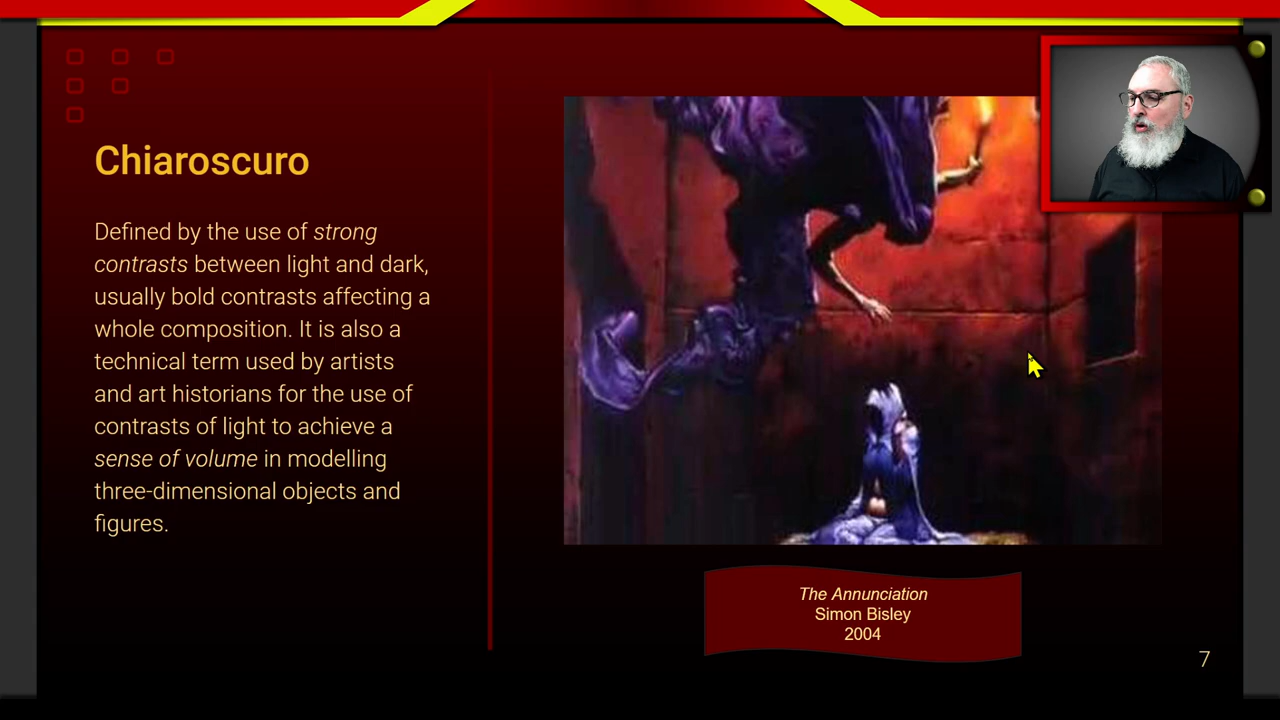 Chiaroscuro
Defined by the use of strong
contrasts between light and dark,
usually bold contrasts affecting a
whole composition. It is also a
technical term used by artists
and art historians for the use of
contrasts of light to achieve a
sense of volume in modelling
three-dimensional objects and
figures.
The Annunciation
Simon Bisley
2004
7